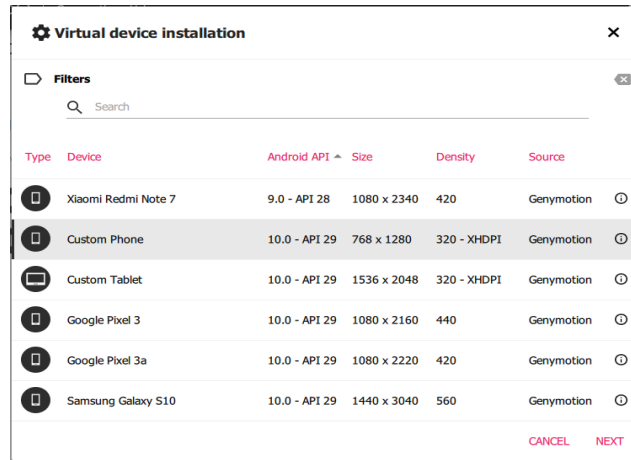 Virtual device installation
Filters
Search
Type Device Android API Size Density Source
Xiaomi Redmi Note 7 9.0 - API 28 1080 x 2340 420 Genymotion
Custom Phone 10.0 - API 29 768 x 1280 320 - XHDPI Genymotion
Custom Tablet 10.0 - API 29 1536 x 2048 320 - XHDPI Genymotion
Google Pixel 3 10.0 - API 29 1080 x 2160 440 Genymotion
Google Pixel 3a 10.0 - API 29 1080 x 2220 420 Genymotion
Samsung Galaxy S10 10.0 - API 29 1440 x 3040 560 Genymotion
CANCEL NEXT